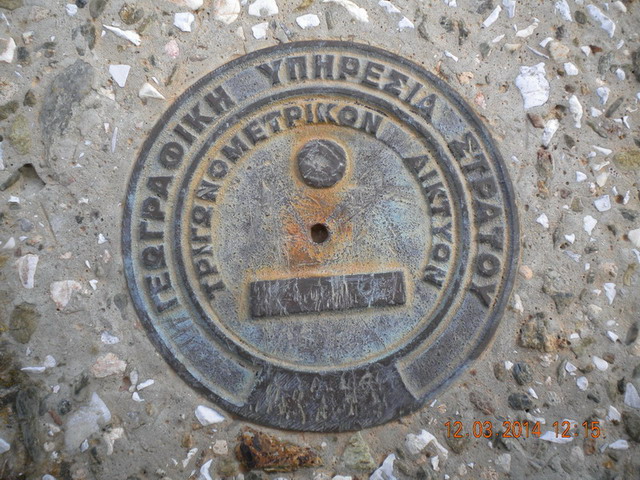 ΓΕΩΓΡΑΦΙΚΗ ΥΠΗΡΕΣΙΑ ΣΤΡΑΤΟΥ
ΤΡΙΓΩΝΟΜΕΤΡΙΚΟΝ ΔΙΚΤΥΟΝ
12.03.2014 12:15